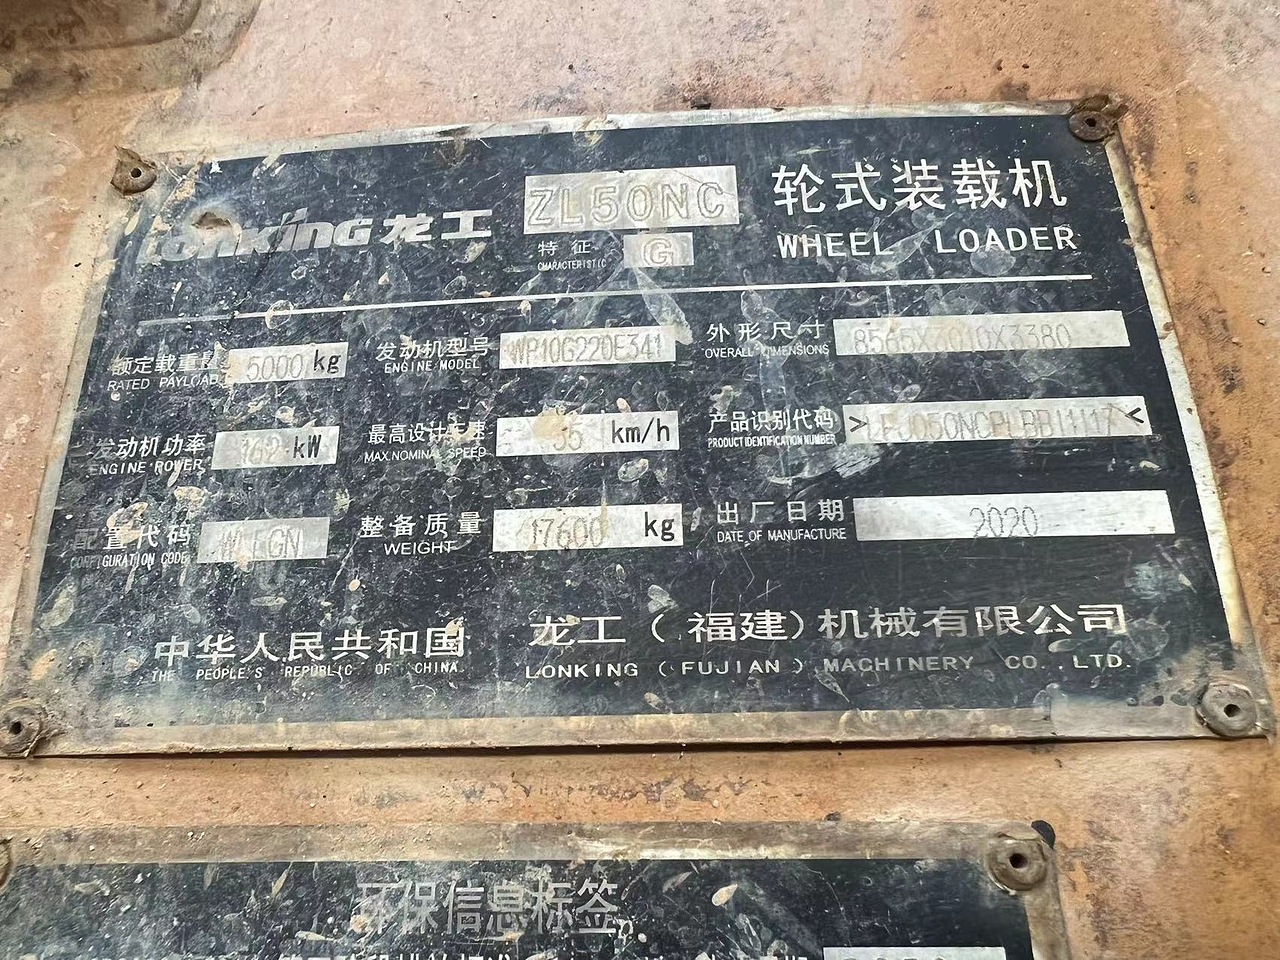 LONKING 龙工 ZL50NC 轮式装载机
特征 G WHEEL LOADER
CHARACTERISTIC
额定载重量 5000 kg 发动机型号 WP10G220E341 外形尺寸 8565X3010X3380
RATED PAYLOAD ENGINE MODEL OVERALL DIMENSIONS
发动机功率 162 kW 最高设计车速 35 km/h 产品识别代码
ENGINE POWER MAX.NOMINAL SPEED PRODUCT IDENTIFICATION NUMBER
配置代码 整备质量 17600 kg 出厂日期 2020
CONFIGURATION CODE WEIGHT DATE OF MANUFACTURE
中华人民共和国 龙工（福建）机械有限公司
THE PEOPLE'S REPUBLIC OF CHINA LONKING (FUJIAN) MACHINERY CO.,LTD.
环保信息标签